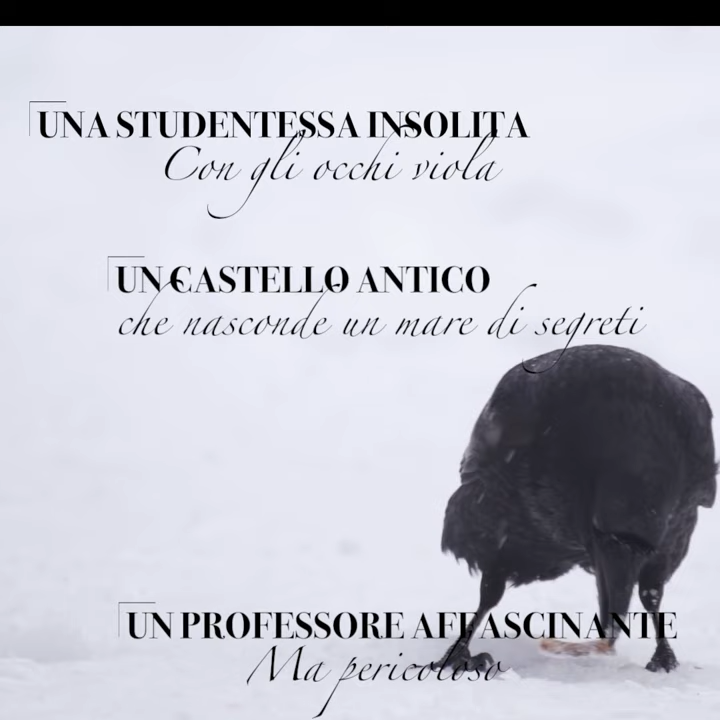 UNA STUDENTESSA INSOLITA
Con gli occhi viola
UN CASTELLO ANTICO
che nasconde un mare di segreti
UN PROFESSORE AFFASCINANTE
Ma pericoloso